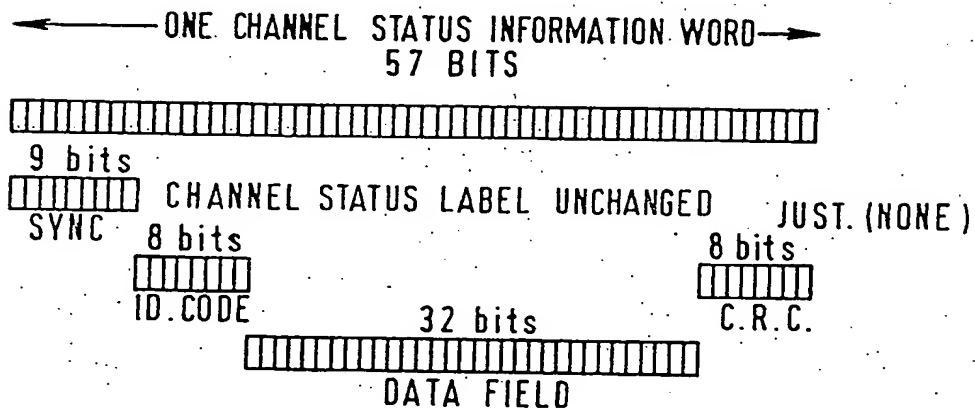 ONE CHANNEL STATUS INFORMATION WORD
57 BITS
9 bits
CHANNEL STATUS LABEL UNCHANGED
JUST. (NONE)
SYNC
8 bits
8 bits
ID. CODE
C.R.C.
32 bits
DATA FIELD